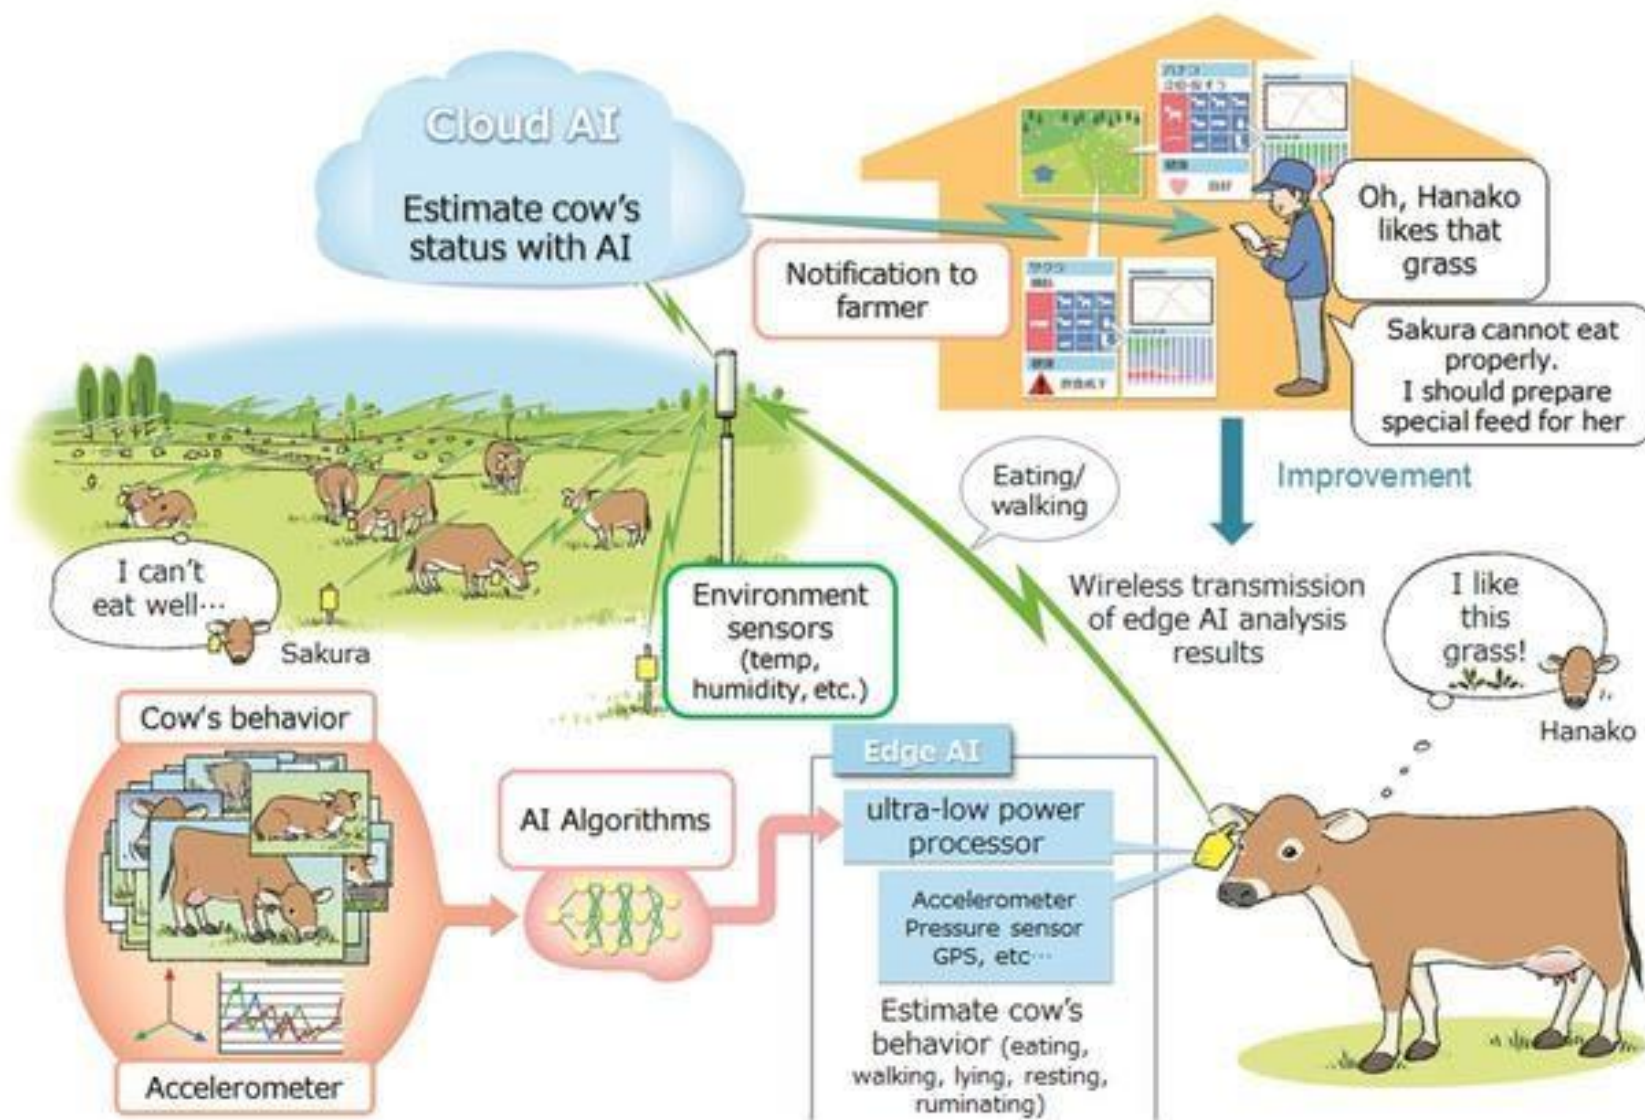 Cloud AI
Estimate cow's
status with AI
Notification to
farmer
Oh, Hanako
likes that
grass
Sakura cannot eat
properly.
I should prepare
special feed for her
Improvement
Eating/
walking
Wireless transmission
of edge AI analysis
results
I like
this
grass!
Hanako
I can't
eat well…
Sakura
Environment
sensors
(temp,
humidity, etc.)
Cow's behavior
Accelerometer
AI Algorithms
Edge AI
ultra-low power
processor
Accelerometer
Pressure sensor
GPS, etc…
Estimate cow's
behavior (eating,
walking, lying, resting,
ruminating)